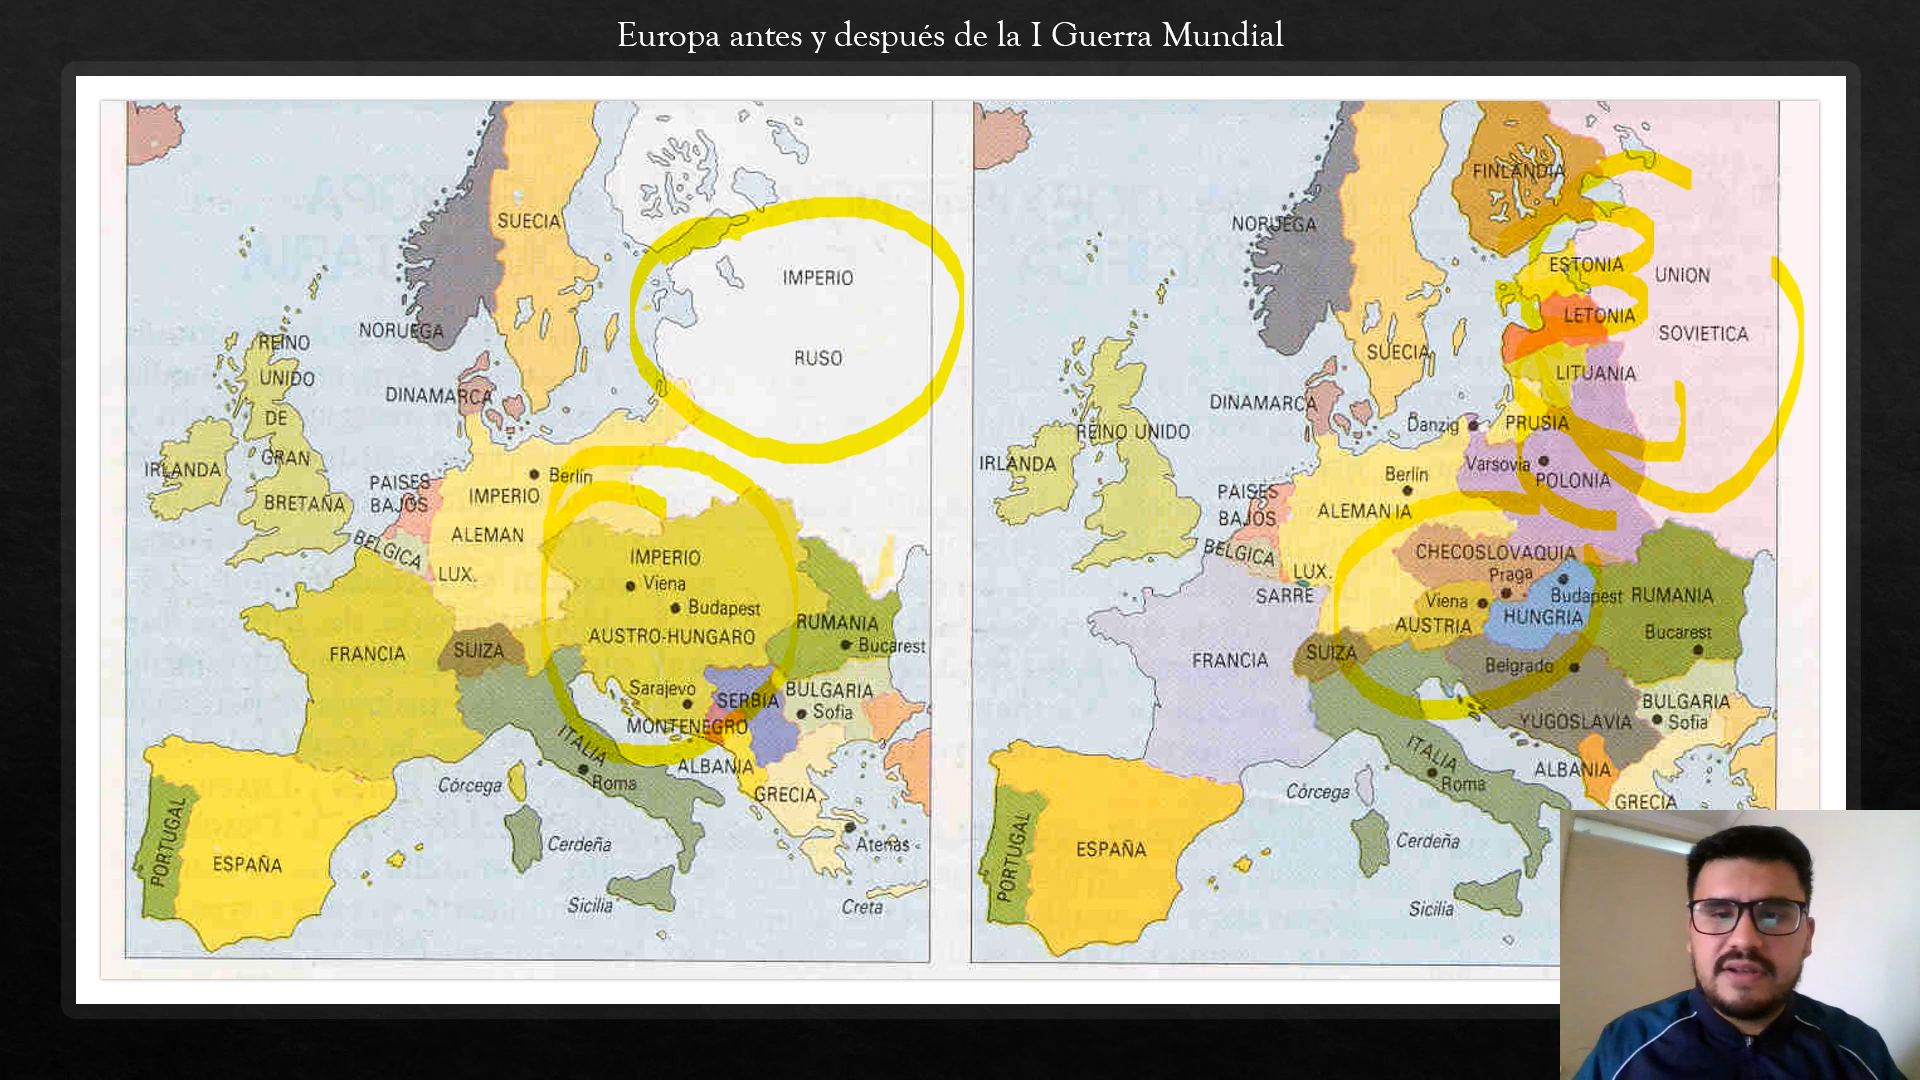 Europa antes y después de la I Guerra Mundial
SUECIA
IMPERIO
RUSO
NORUEGA
REINO
UNIDO
DE
GRAN
BRETAÑA
IRLANDA
DINAMARCA
PAISES
BAJOS
BELGICA
LUX.
Berlín
IMPERIO
ALEMAN
IMPERIO
Viena
Budapest
AUSTRO-HUNGARO
RUMANIA
Bucarest
FRANCIA
SUIZA
Sarajevo
SERBIA
MONTENEGRO
BULGARIA
Sofia
ITALIA
Roma
ALBANIA
GRECIA
Atenas
Córcega
Cerdeña
Sicilia
Creta
PORTUGAL
ESPAÑA
FINLANDIA
NORUEGA
SUECIA
ESTONIA
LETONIA
LITUANIA
UNION
SOVIETICA
DINAMARCA
Danzig
PRUSIA
Varsovia
POLONIA
REINO UNIDO
IRLANDA
PAISES
BAJOS
BELGICA
LUX.
SARRE
Berlín
ALEMANIA
CHECOSLOVAQUIA
Praga
Viena
Budapest
AUSTRIA
HUNGRIA
RUMANIA
Bucarest
FRANCIA
SUIZA
Belgrado
YUGOSLAVIA
BULGARIA
Sofia
ITALIA
Roma
ALBANIA
GRECIA
Córcega
Cerdeña
Sicilia
PORTUGAL
ESPAÑA